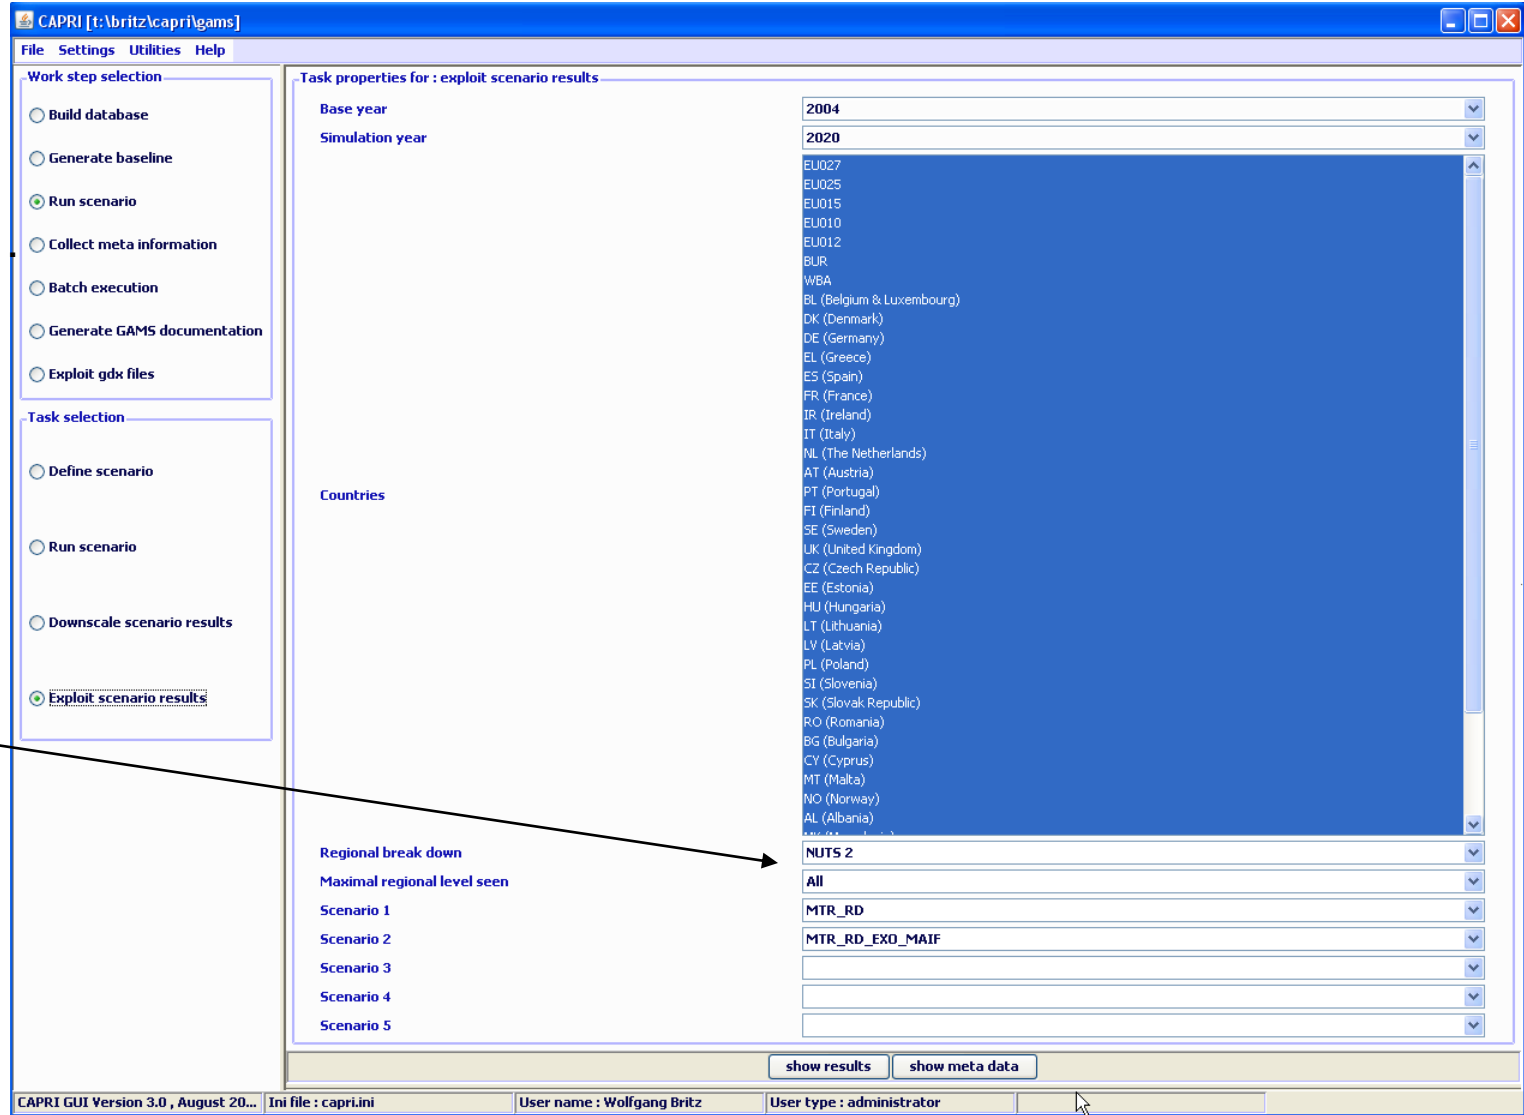 CAPRI [t:\britz\capri\gams]
File Settings Utilities Help
Work step selection
Build database
Generate baseline
Run scenario
Collect meta information
Batch execution
Generate GAMS documentation
Exploit gdx files
Task selection
Define scenario
Run scenario
Downscale scenario results
Exploit scenario results
Task properties for : exploit scenario results
Base year 2004
Simulation year 2020
Countries
EU027
EU025
EU015
EU010
EU012
BUR
WBA
BL (Belgium & Luxembourg)
DK (Denmark)
DE (Germany)
EL (Greece)
ES (Spain)
FR (France)
IR (Ireland)
IT (Italy)
NL (The Netherlands)
AT (Austria)
PT (Portugal)
FI (Finland)
SE (Sweden)
UK (United Kingdom)
CZ (Czech Republic)
EE (Estonia)
HU (Hungaria)
LT (Lithuania)
LV (Latvia)
PL (Poland)
SI (Slovenia)
SK (Slovak Republic)
RO (Romania)
BG (Bulgaria)
CY (Cyprus)
MT (Malta)
NO (Norway)
AL (Albania)
Regional break down NUTS 2
Maximal regional level seen All
Scenario 1 MTR_RD
Scenario 2 MTR_RD_EXO_MAIF
Scenario 3
Scenario 4
Scenario 5
show results show meta data
CAPRI GUI Version 3.0 , August 20... Ini file : capri.ini User name : Wolfgang Britz User type : administrator